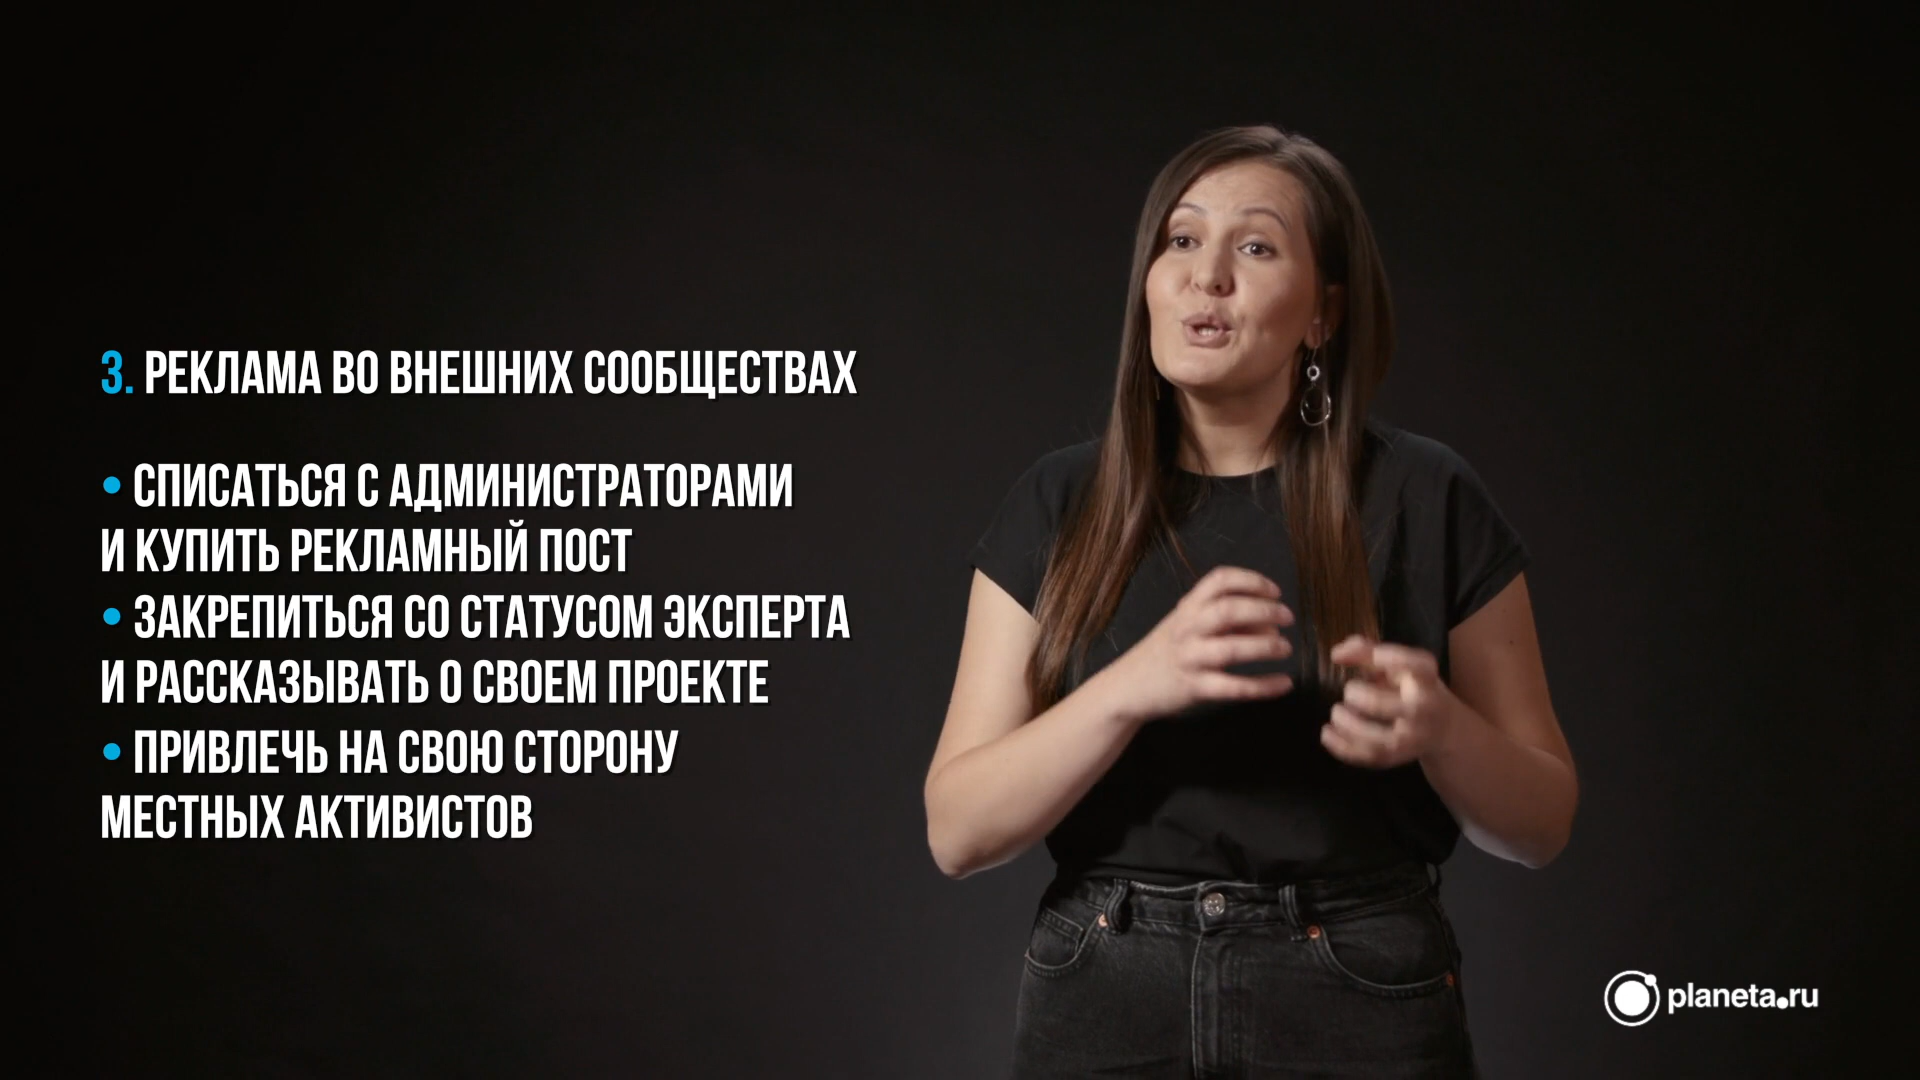 3. РЕКЛАМА ВО ВНЕШНИХ СООБЩЕСТВАХ
• СПИСАТЬСЯ С АДМИНИСТРАТОРАМИ
И КУПИТЬ РЕКЛАМНЫЙ ПОСТ
• ЗАКРЕПИТЬСЯ СО СТАТУСОМ ЭКСПЕРТА
И РАССКАЗЫВАТЬ О СВОЕМ ПРОЕКТЕ
• ПРИВЛЕЧЬ НА СВОЮ СТОРОНУ
МЕСТНЫХ АКТИВИСТОВ
planeta.ru